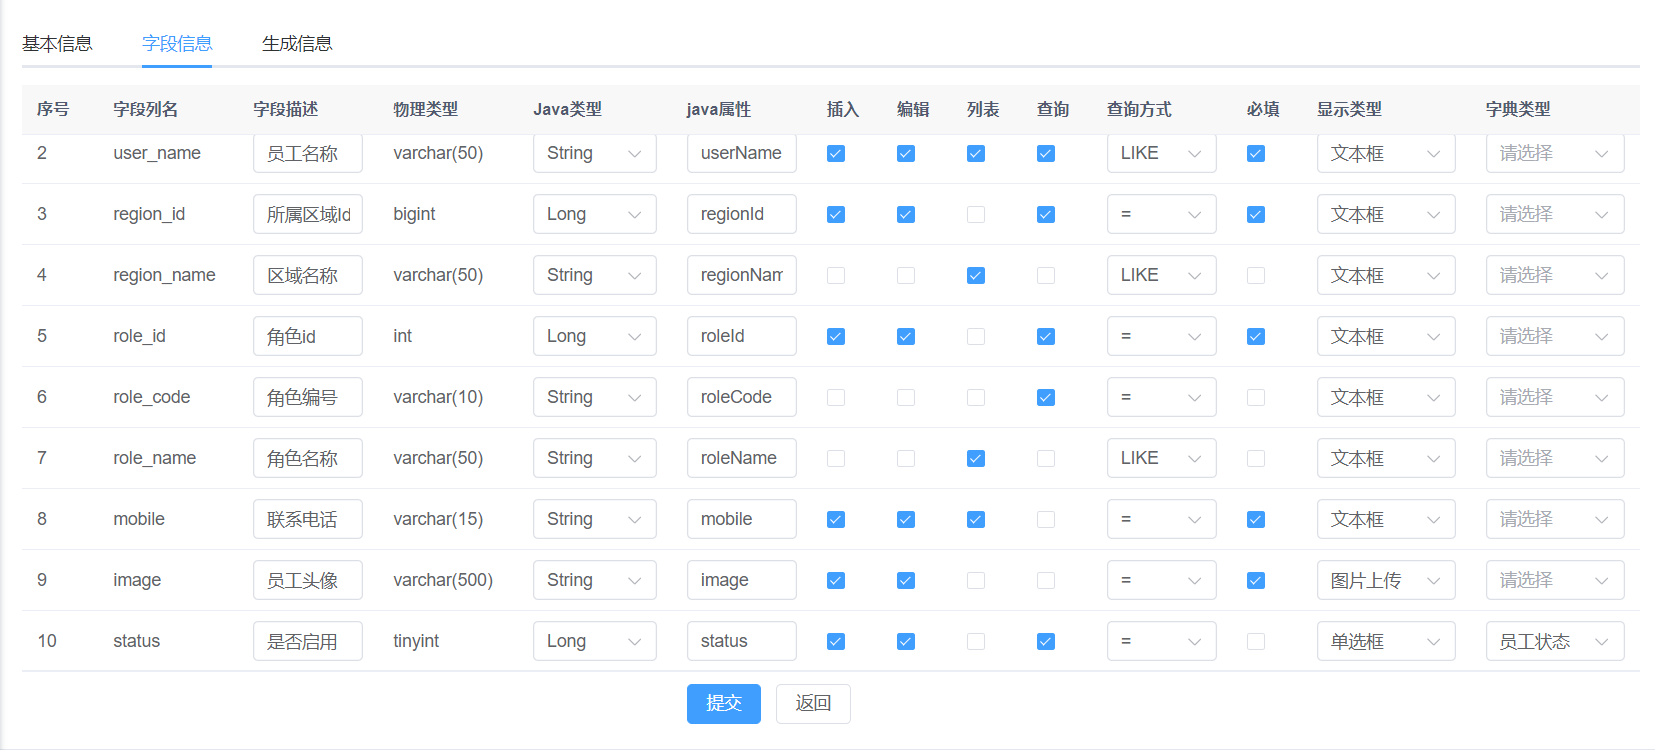 基本信息 字段信息 生成信息
序号 字段列名 字段描述 物理类型 Java类型 java属性 插入 编辑 列表 查询 查询方式 必填 显示类型 字典类型
2 user_name 员工名称 varchar(50) String userName LIKE 文本框 请选择
3 region_id 所属区域Id bigint Long regionId = 文本框 请选择
4 region_name 区域名称 varchar(50) String regionNam LIKE 文本框 请选择
5 role_id 角色id int Long roleId = 文本框 请选择
6 role_code 角色编号 varchar(10) String roleCode = 文本框 请选择
7 role_name 角色名称 varchar(50) String roleName LIKE 文本框 请选择
8 mobile 联系电话 varchar(15) String mobile = 文本框 请选择
9 image 员工头像 varchar(500) String image = 图片上传 请选择
10 status 是否启用 tinyint Long status = 单选框 员工状态
提交 返回